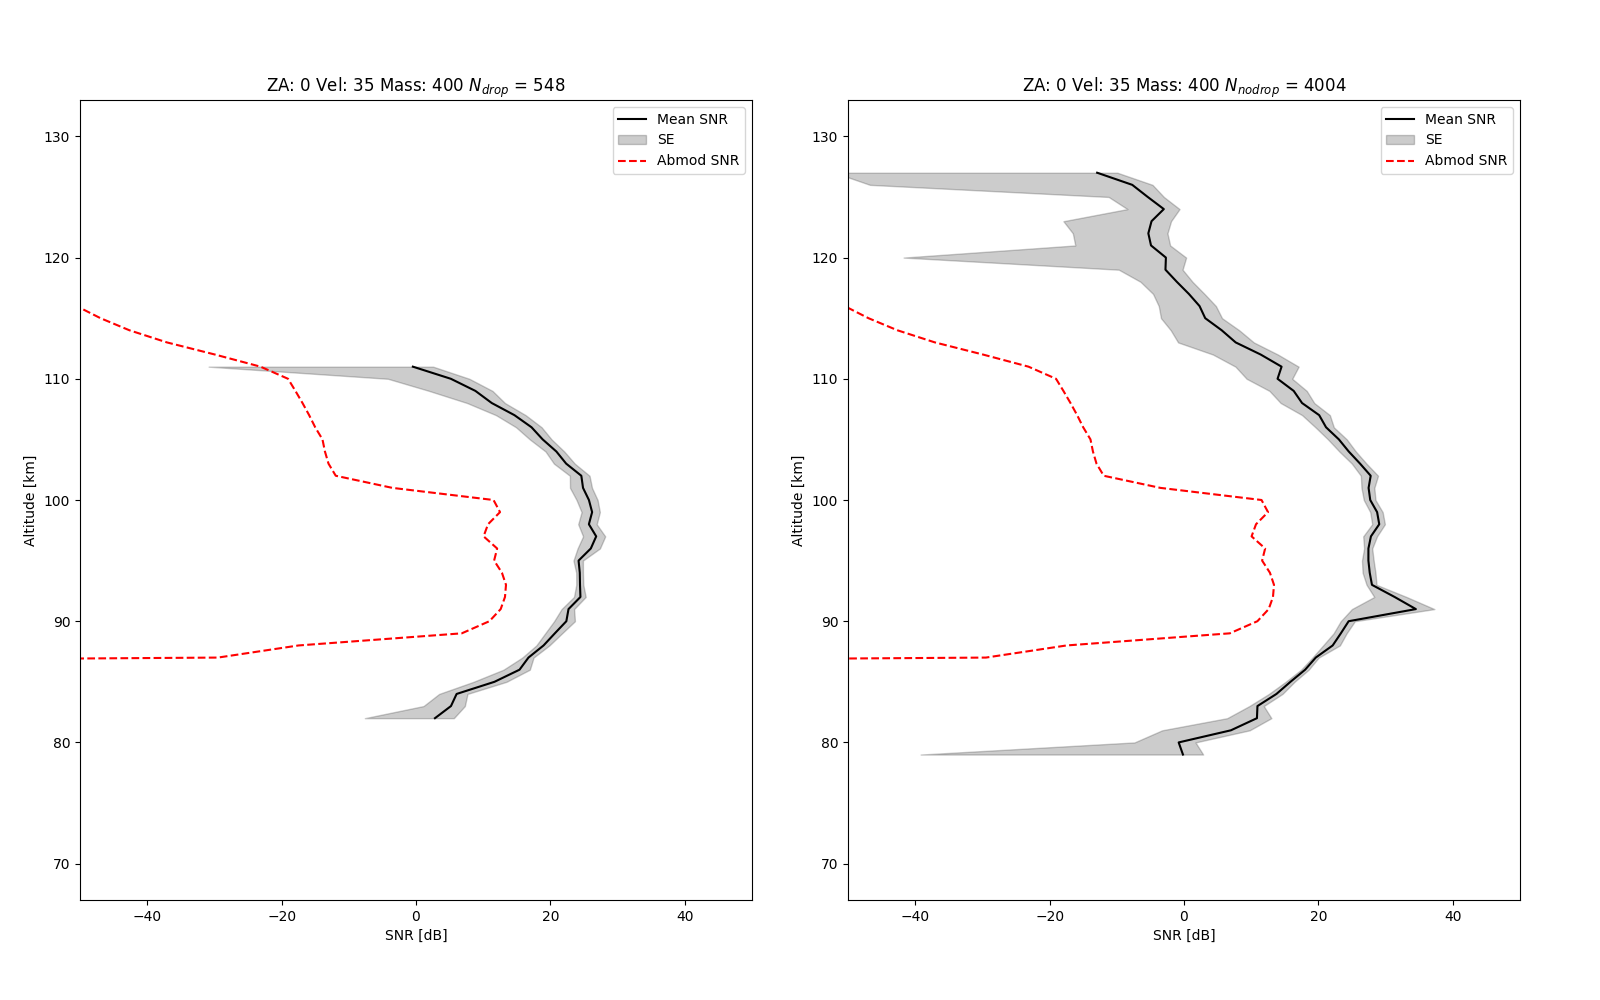 ZA: 0 Vel: 35 Mass: 400 N_drop = 548
Mean SNR
SE
Abmod SNR
130
120
110
100
90
80
70
Altitude [km]
−40
−20
0
20
40
SNR [dB]
ZA: 0 Vel: 35 Mass: 400 N_nodrop = 4004
Mean SNR
SE
Abmod SNR
130
120
110
100
90
80
70
Altitude [km]
−40
−20
0
20
40
SNR [dB]